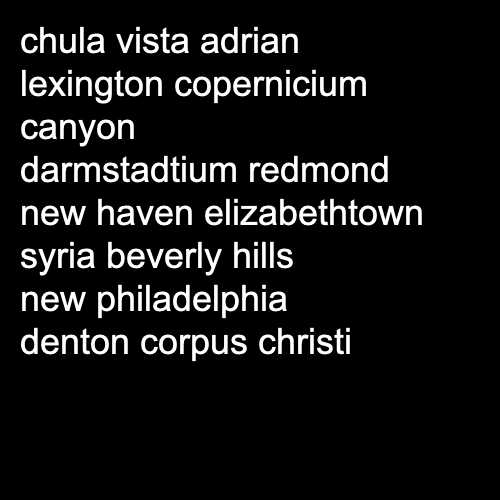 chula vista adrian
lexington copernicium
canyon
darmstadtium redmond
new haven elizabethtown
syria beverly hills
new philadelphia
denton corpus christi